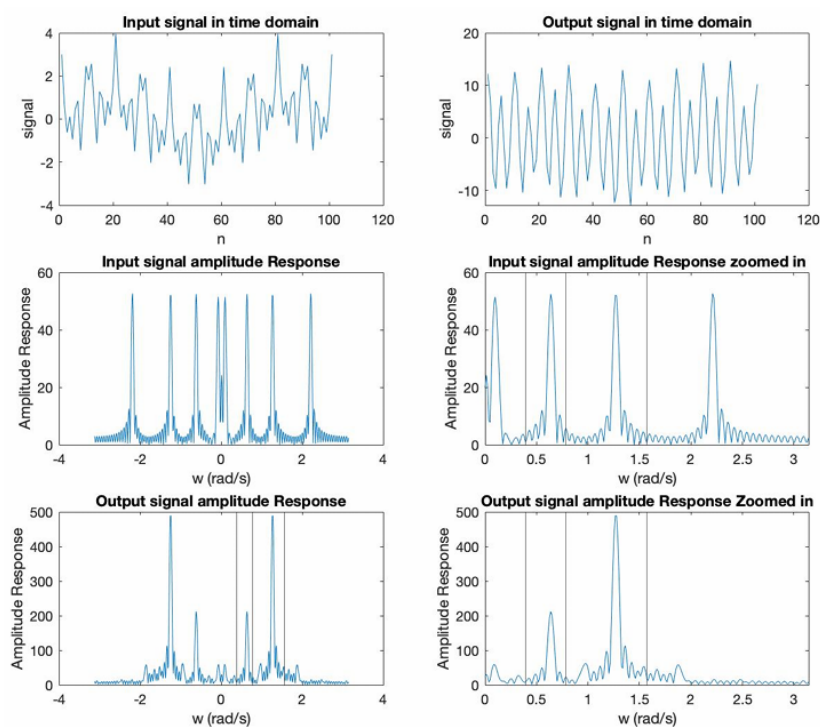 Input signal in time domain
4
2
0
-2
-4
signal
0 20 40 60 80 100 120
n
Output signal in time domain
20
10
0
-10
signal
0 20 40 60 80 100 120
n
Input signal amplitude Response
60
40
20
0
Amplitude Response
-4 -2 0 2 4
w (rad/s)
Input signal amplitude Response zoomed in
60
40
20
0
Amplitude Response
0 0.5 1 1.5 2 2.5 3
w (rad/s)
Output signal amplitude Response
500
400
300
200
100
0
Amplitude Response
-4 -2 0 2 4
w (rad/s)
Output signal amplitude Response Zoomed in
500
400
300
200
100
0
Amplitude Response
0 0.5 1 1.5 2 2.5 3
w (rad/s)